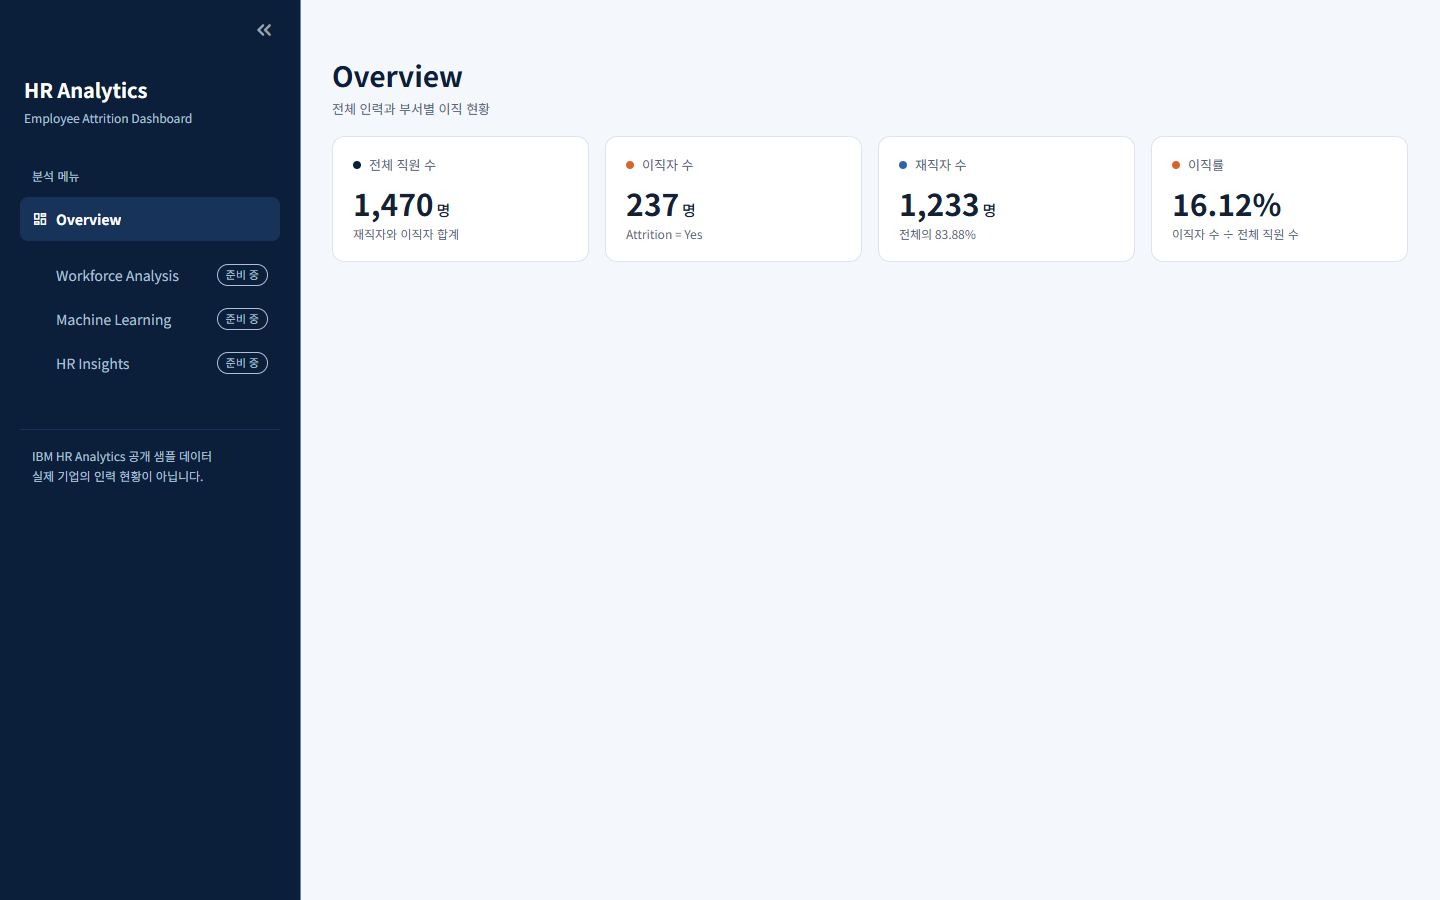 HR Analytics
Employee Attrition Dashboard
분석 메뉴
Overview
Workforce Analysis 준비 중
Machine Learning 준비 중
HR Insights 준비 중
IBM HR Analytics 공개 샘플 데이터
실제 기업의 인력 현황이 아닙니다.
Overview
전체 인력과 부서별 이직 현황
전체 직원 수
1,470 명
재직자와 이직자 합계
이직자 수
237 명
Attrition = Yes
재직자 수
1,233 명
전체의 83.88%
이직률
16.12%
이직자 수 ÷ 전체 직원 수